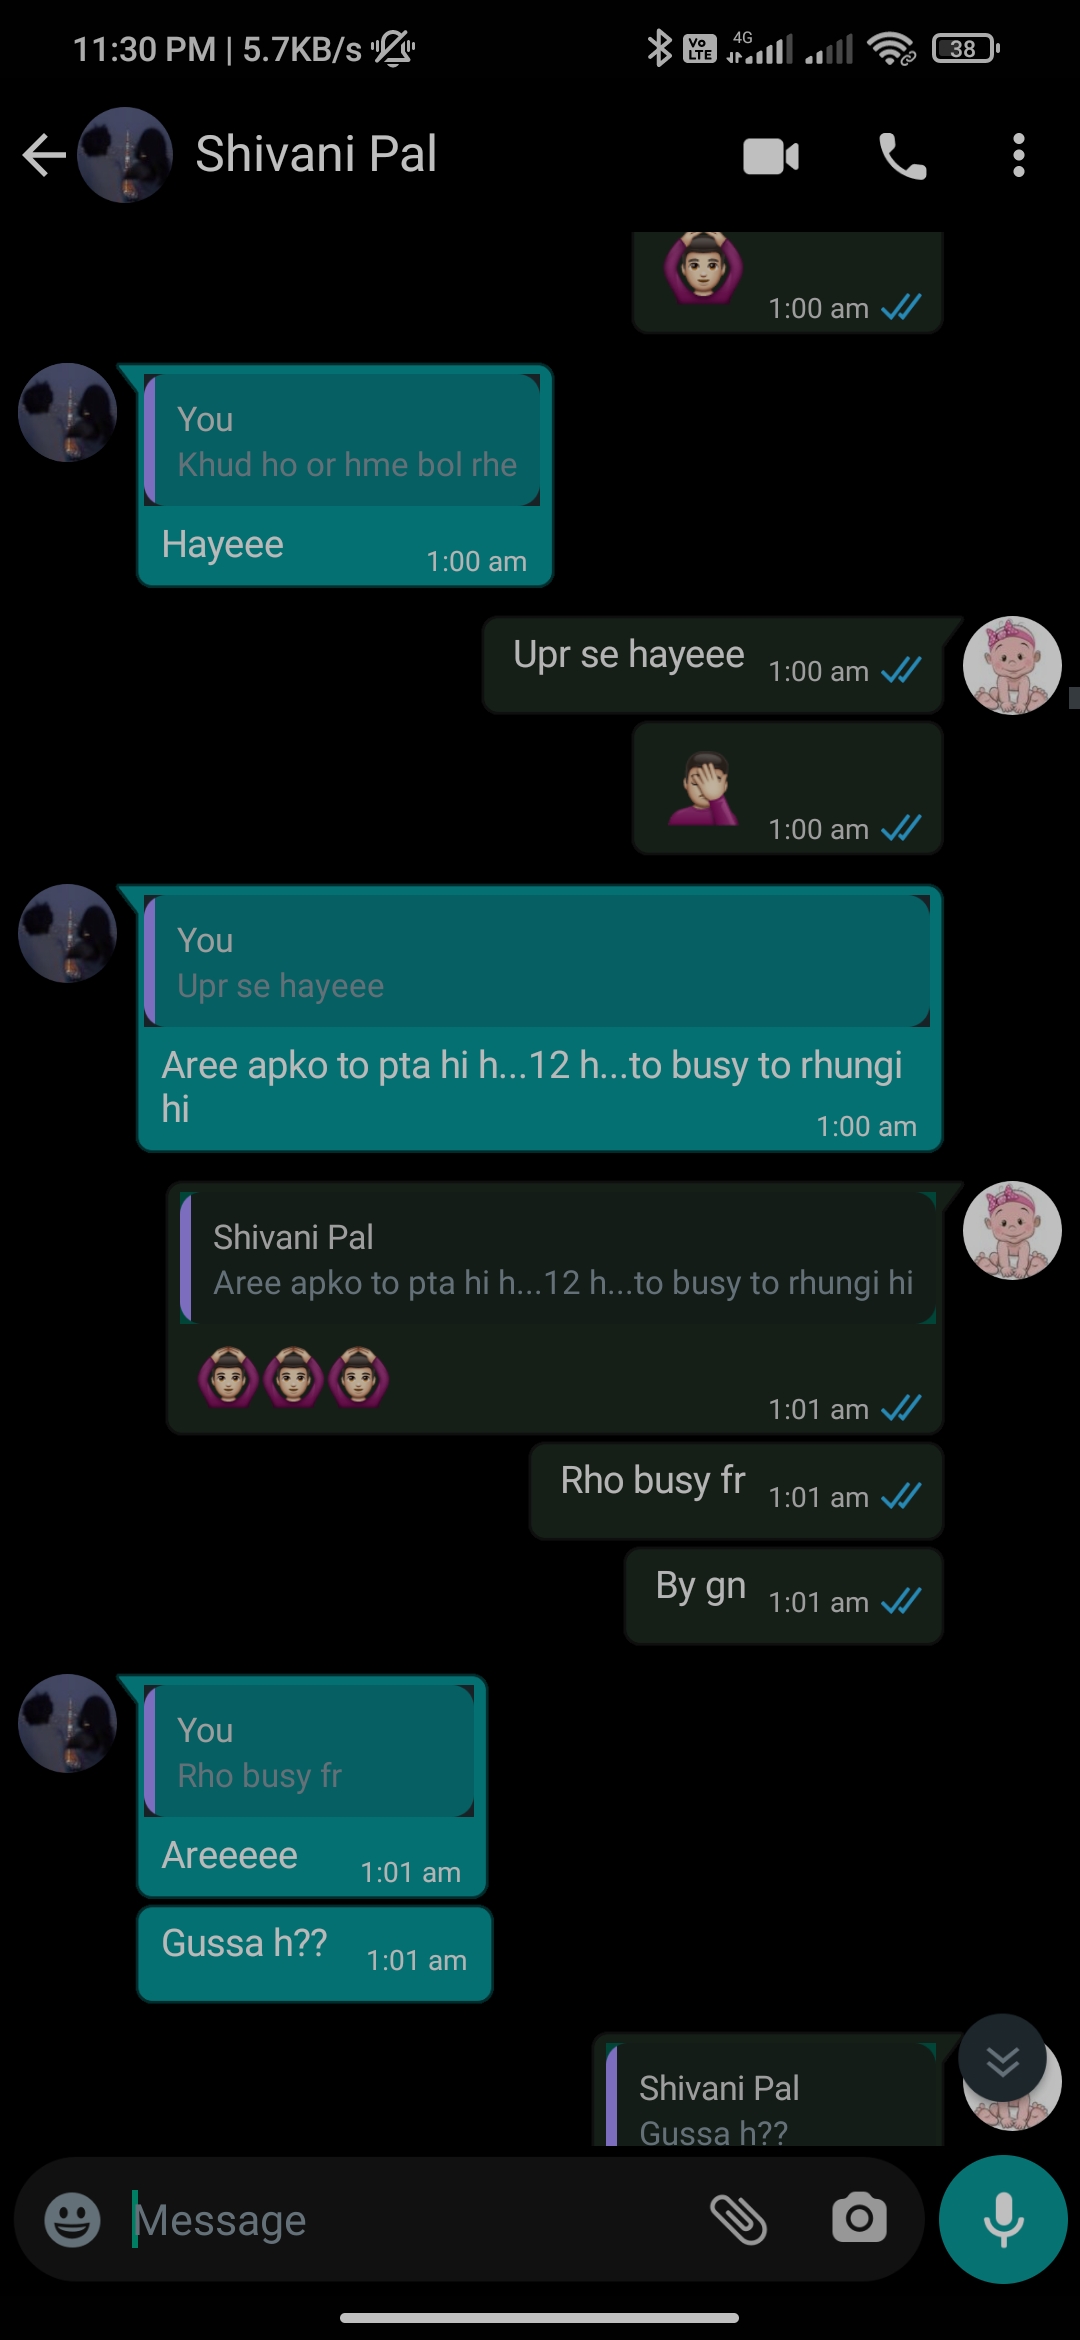 11:30 PM | 5.7KB/s
Vo LTE 4G 38
Shivani Pal
1:00 am
You
Khud ho or hme bol rhe
Hayeee
1:00 am
Upr se hayeee 1:00 am
1:00 am
You
Upr se hayeee
Aree apko to pta hi h...12 h...to busy to rhungi
hi
1:00 am
Shivani Pal
Aree apko to pta hi h...12 h...to busy to rhungi hi
1:01 am
Rho busy fr 1:01 am
By gn 1:01 am
You
Rho busy fr
Areeeee 1:01 am
Gussa h?? 1:01 am
Shivani Pal
Gussa h??
Message